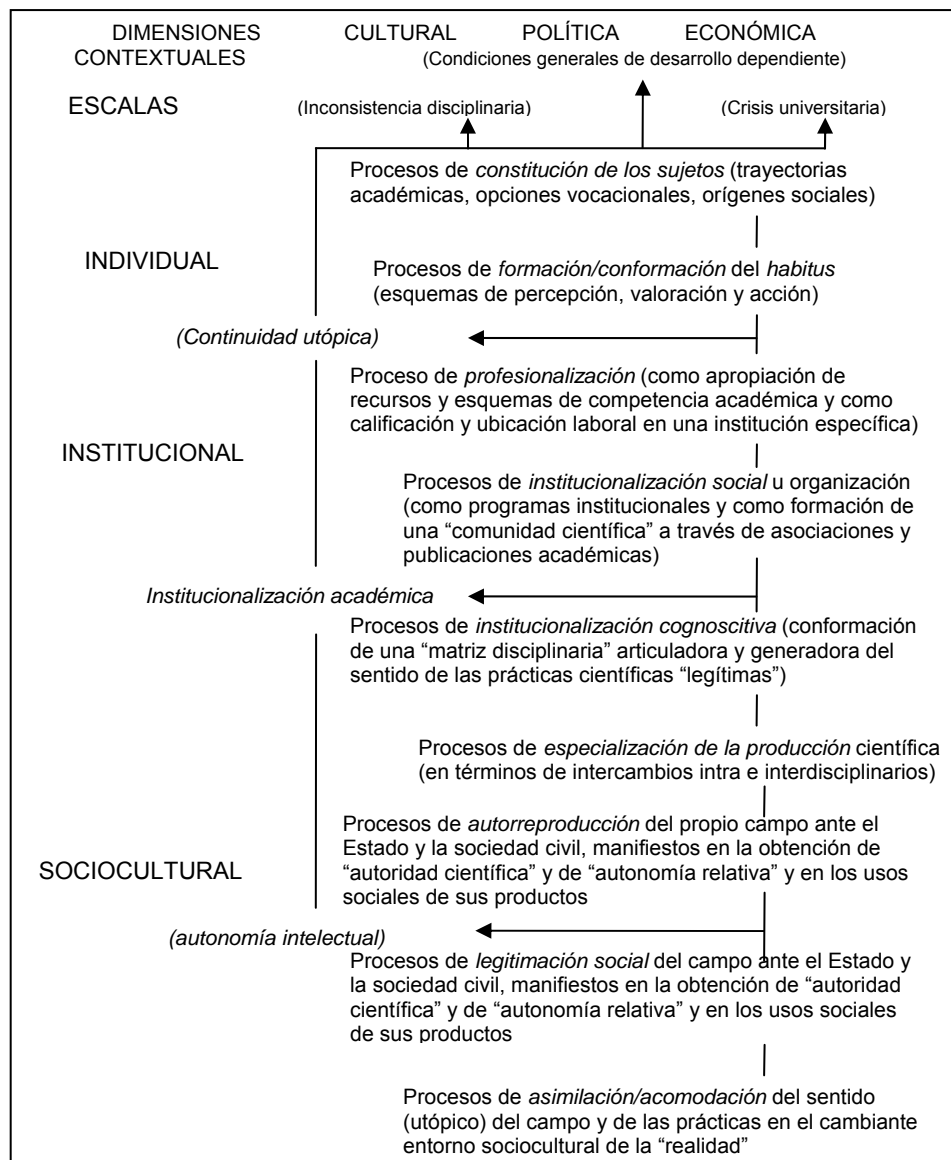 DIMENSIONES CULTURAL POLÍTICA ECONÓMICA
CONTEXTUALES (Condiciones generales de desarrollo dependiente)
ESCALAS (Inconsistencia disciplinaria) (Crisis universitaria)
Procesos de constitución de los sujetos (trayectorias
académicas, opciones vocacionales, orígenes sociales)
INDIVIDUAL
Procesos de formación/conformación del habitus
(esquemas de percepción, valoración y acción)
(Continuidad utópica)
Proceso de profesionalización (como apropiación de
recursos y esquemas de competencia académica y como
calificación y ubicación laboral en una institución específica)
INSTITUCIONAL
Procesos de institucionalización social u organización
(como programas institucionales y como formación de
una “comunidad científica” a través de asociaciones y
publicaciones académicas)
Institucionalización académica
Procesos de institucionalización cognoscitiva (conformación
de una “matriz disciplinaria” articuladora y generadora del
sentido de las prácticas científicas “legítimas”)
Procesos de especialización de la producción científica
(en términos de intercambios intra e interdisciplinarios)
Procesos de autorreproducción del propio campo ante el
Estado y la sociedad civil, manifiestos en la obtención de
“autoridad científica” y de “autonomía relativa” y en los usos
sociales de sus productos
SOCIOCULTURAL
(autonomía intelectual)
Procesos de legitimación social del campo ante el Estado y
la sociedad civil, manifiestos en la obtención de “autoridad
científica” y de “autonomía relativa” y en los usos sociales
de sus productos
Procesos de asimilación/acomodación del sentido
(utópico) del campo y de las prácticas en el cambiante
entorno sociocultural de la “realidad”